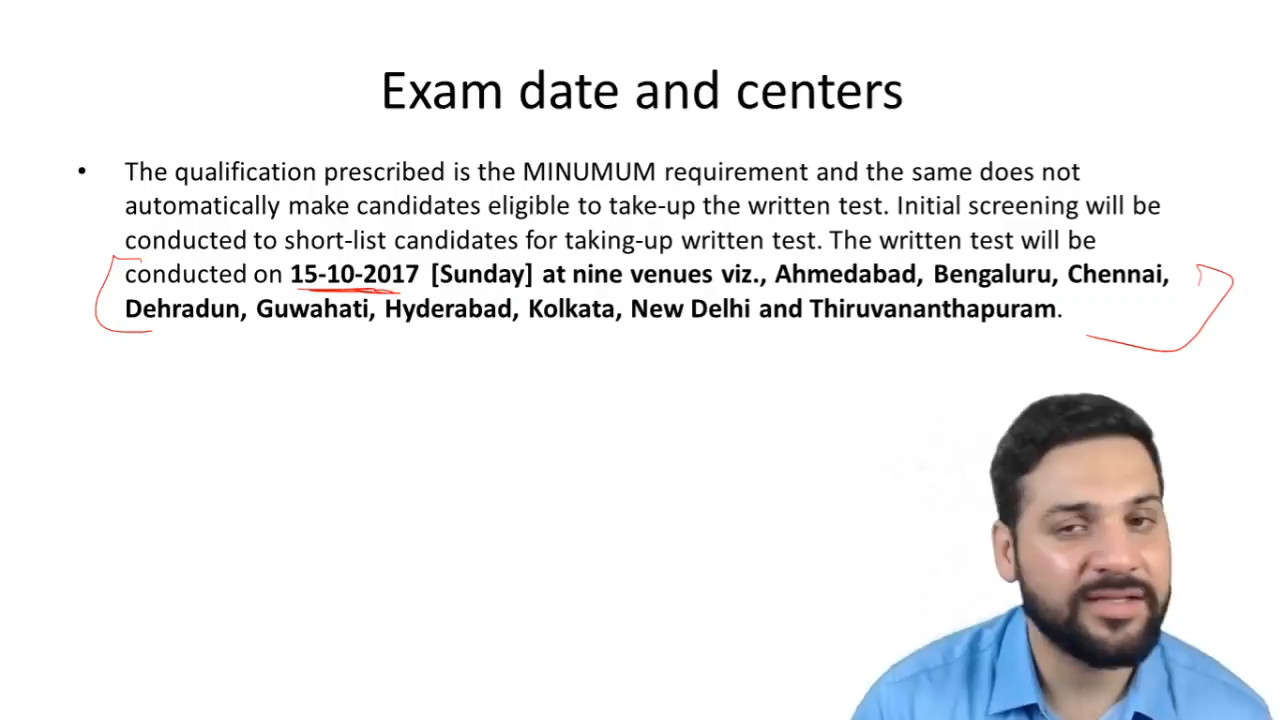 Exam date and centers
• The qualification prescribed is the MINUMUM requirement and the same does not
automatically make candidates eligible to take-up the written test. Initial screening will be
conducted to short-list candidates for taking-up written test. The written test will be
conducted on 15-10-2017 [Sunday] at nine venues viz., Ahmedabad, Bengaluru, Chennai,
Dehradun, Guwahati, Hyderabad, Kolkata, New Delhi and Thiruvananthapuram.